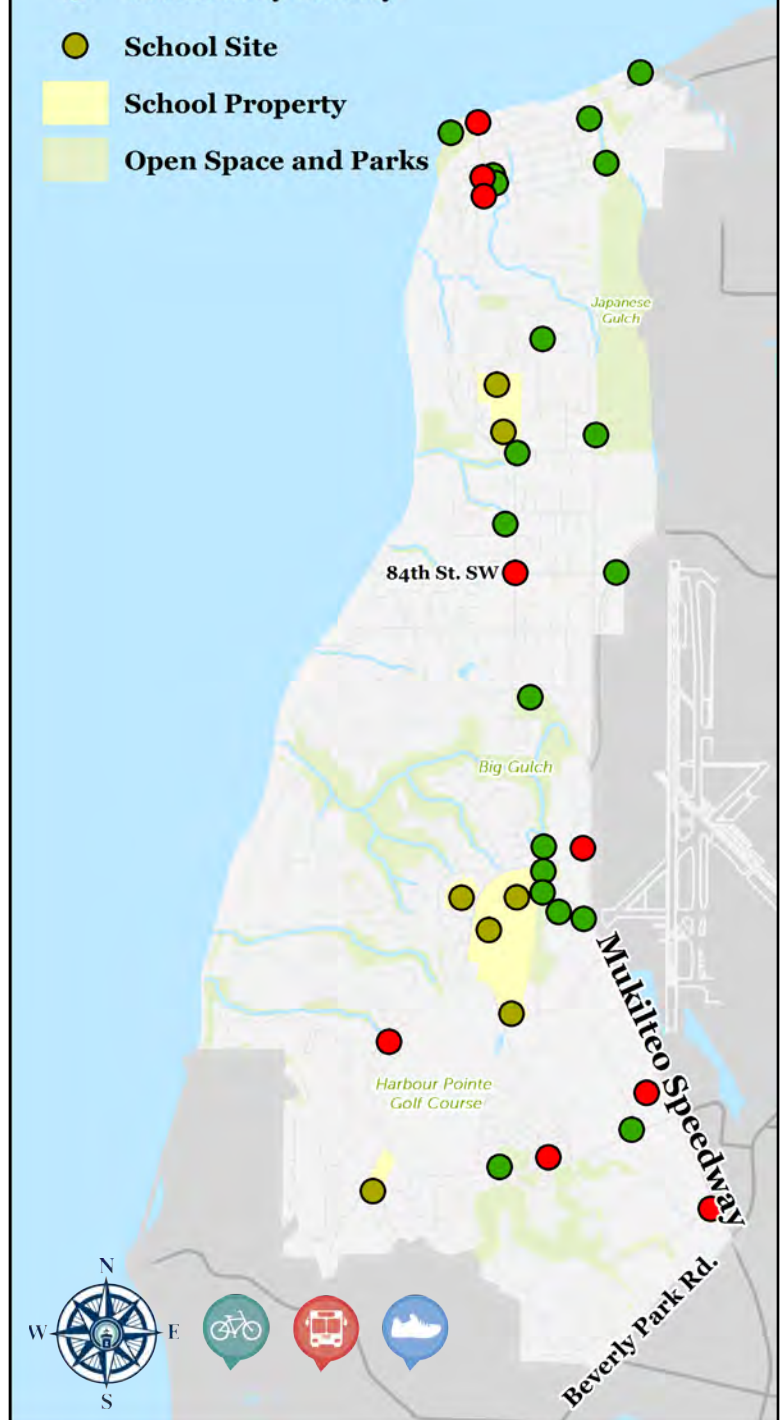 School Site
School Property
Open Space and Parks
Japanese
Gulch
84th St. SW
Big Gulch
Mukilteo Speedway
Harbour Pointe
Golf Course
Beverly Park Rd.
N
W
E
S